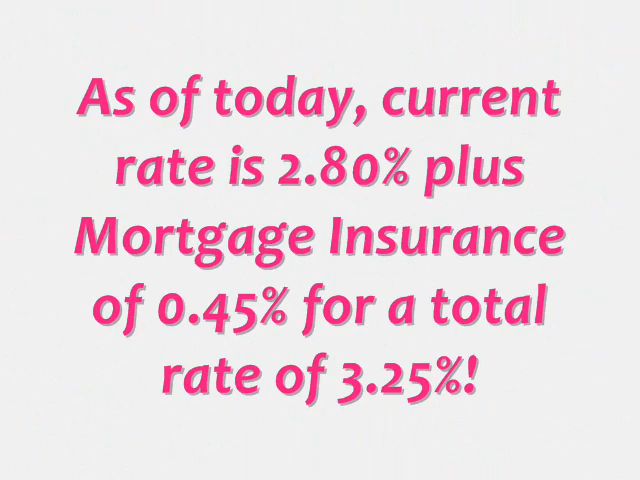 As of today, current
rate is 2.80% plus
Mortgage Insurance
of 0.45% for a total
rate of 3.25%!